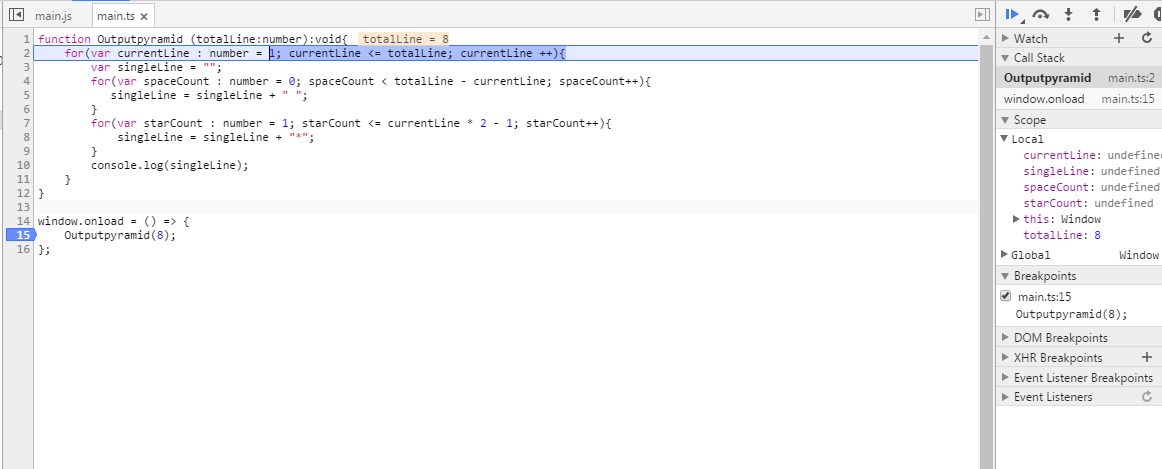 main.js main.ts ×
1 function Outputpyramid (totalLine:number):void{ totalLine = 8
2 for(var currentLine : number = 1; currentLine <= totalLine; currentLine ++){
3 var singleLine = "";
4 for(var spaceCount : number = 0; spaceCount < totalLine - currentLine; spaceCount++){
5 singleLine = singleLine + " ";
6 }
7 for(var starCount : number = 1; starCount <= currentLine * 2 - 1; starCount++){
8 singleLine = singleLine + "*";
9 }
10 console.log(singleLine);
11 }
12 }
13
14 window.onload = () => {
15 Outputpyramid(8);
16 };
Watch
Call Stack
Outputpyramid main.ts:2
window.onload main.ts:15
Scope
Local
currentLine: undefined
singleLine: undefined
spaceCount: undefined
starCount: undefined
this: Window
totalLine: 8
Global Window
Breakpoints
main.ts:15
Outputpyramid(8);
DOM Breakpoints
XHR Breakpoints
Event Listener Breakpoints
Event Listeners